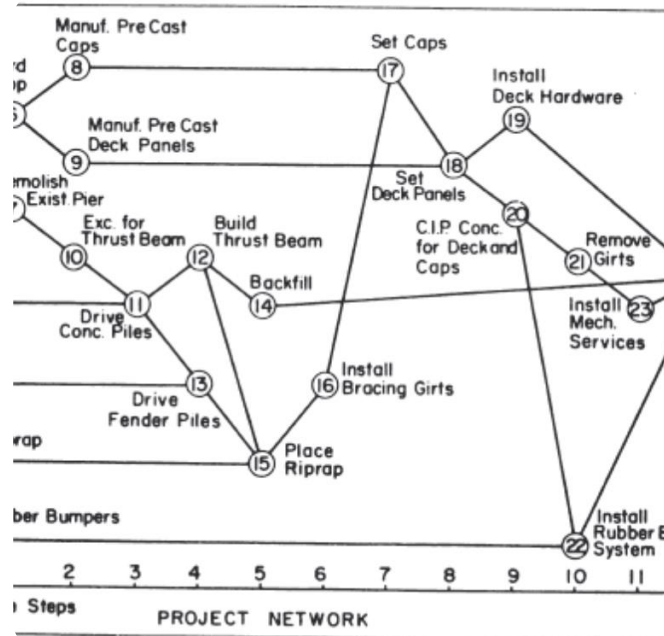 Manuf. Pre Cast
Caps
8
Set Caps
17
Install
Deck Hardware
19
Manuf. Pre Cast
Deck Panels
9
18
Set
Deck Panels
Exist. Pier
Exc. for
Thrust Beam
10
Build
Thrust Beam
12
20
C.I.P. Conc.
for Deck and
Caps
Remove
Girts
21
Backfill
14
11
Drive
Conc. Piles
Install
Mech.
Services
23
13
Drive
Fender Piles
16
Install
Bracing Girts
15
Place
Riprap
Bumpers
22
Install
Rubber
System
2 3 4 5 6 7 8 9 10 11
Steps
PROJECT NETWORK